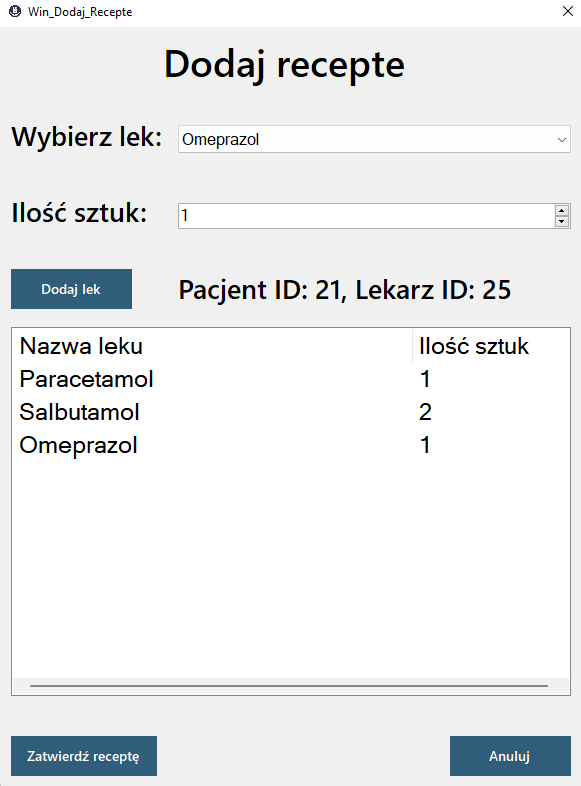 Win_Dodaj_Recepte
Dodaj recepte
Wybierz lek: Omeprazol
Ilość sztuk: 1
Dodaj lek Pacjent ID: 21, Lekarz ID: 25
Nazwa leku Ilość sztuk
Paracetamol 1
Salbutamol 2
Omeprazol 1
Zatwierdź receptę Anuluj